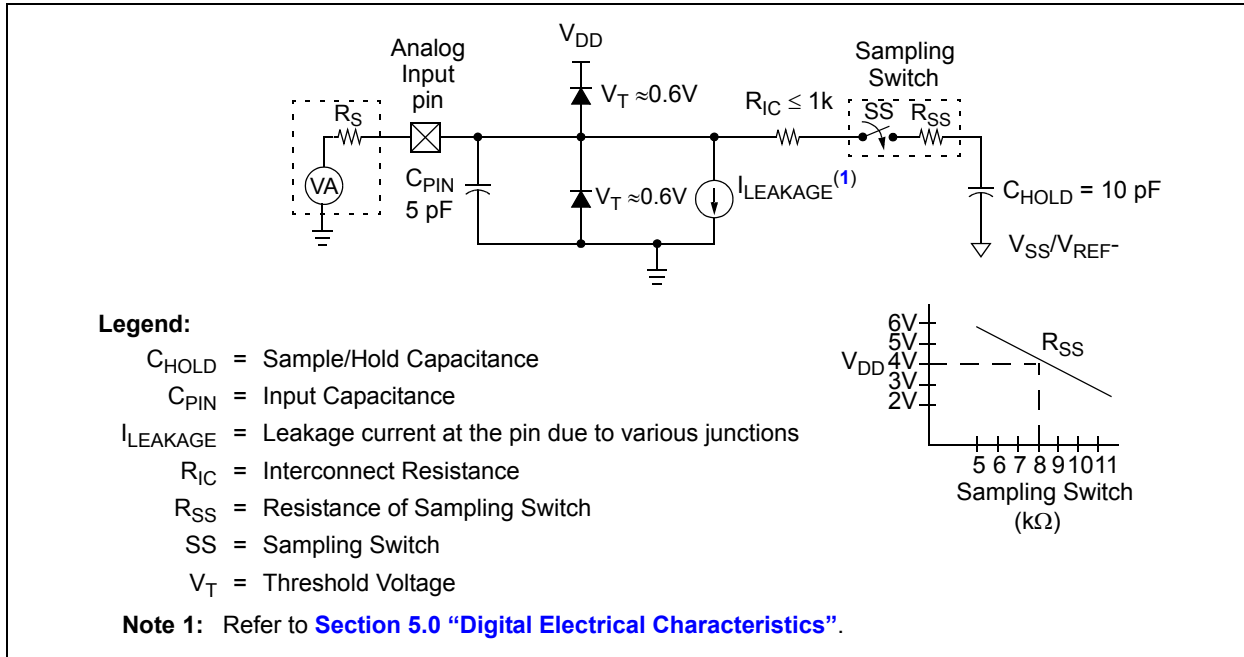 Analog
Input
pin
V_DD
Sampling
Switch
R_S
V_T ≈0.6V
R_IC ≤ 1k
SS
R_SS
VA
C_PIN
5 pF
V_T ≈0.6V
I_LEAKAGE(1)
C_HOLD = 10 pF
V_SS/V_REF-
Legend:
C_HOLD = Sample/Hold Capacitance
C_PIN = Input Capacitance
I_LEAKAGE = Leakage current at the pin due to various junctions
R_IC = Interconnect Resistance
R_SS = Resistance of Sampling Switch
SS = Sampling Switch
V_T = Threshold Voltage
6V
5V
V_DD 4V
3V
2V
R_SS
5 6 7 8 9 10 11
Sampling Switch
(kΩ)
Note 1: Refer to Section 5.0 “Digital Electrical Characteristics”.